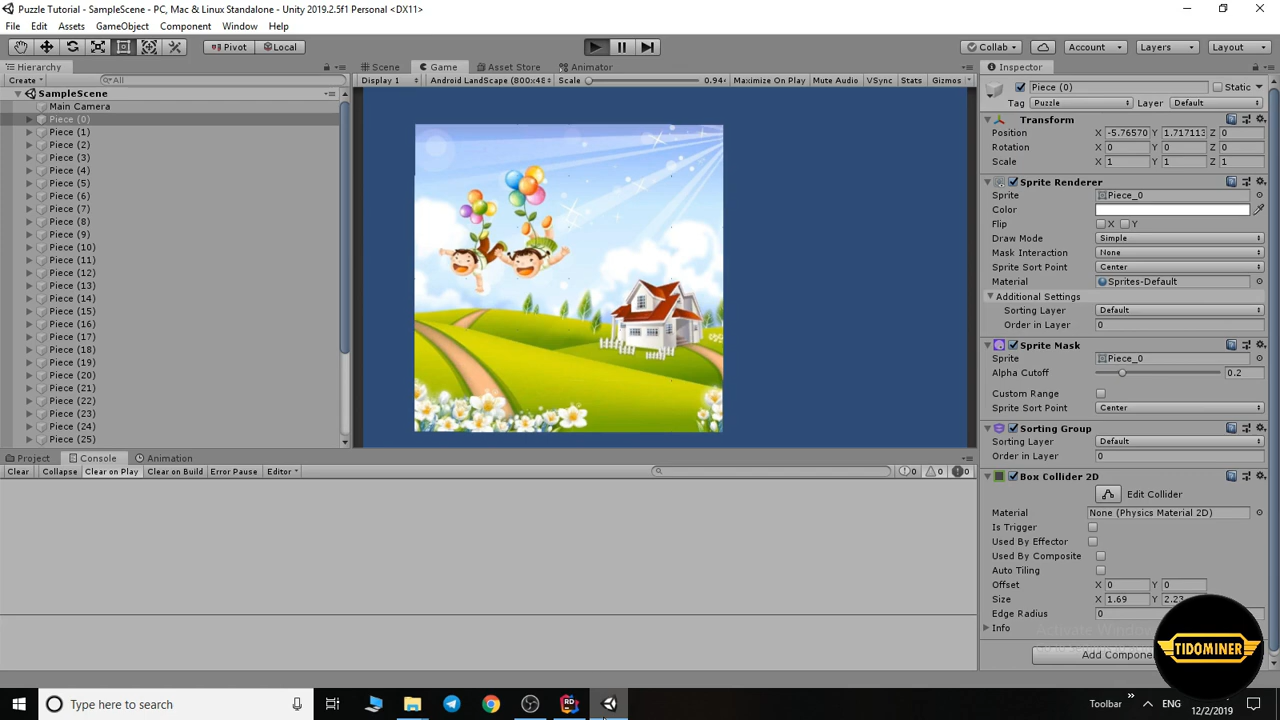 Puzzle Tutorial - SampleScene - PC, Mac & Linux Standalone - Unity 2019.2.5f1 Personal <DX11>
File Edit Assets GameObject Component Window Help
Pivot Local Collab Account Layers Layout
Hierarchy
Create All
SampleScene
Main Camera
Piece (0)
Piece (1)
Piece (2)
Piece (3)
Piece (4)
Piece (5)
Piece (6)
Piece (7)
Piece (8)
Piece (9)
Piece (10)
Piece (11)
Piece (12)
Piece (13)
Piece (14)
Piece (15)
Piece (16)
Piece (17)
Piece (18)
Piece (19)
Piece (20)
Piece (21)
Piece (22)
Piece (23)
Piece (24)
Piece (25)
Scene Game Asset Store Animator
Display 1 Android LandScape (800x48 Scale 0.94 Maximize On Play Mute Audio VSync Stats Gizmos
Inspector
Piece (0) Static
Tag Puzzle Layer Default
Transform
Position X -5.76570 Y 1.717113 Z 0
Rotation X 0 Y 0 Z 0
Scale X 1 Y 1 Z 1
Sprite Renderer
Sprite Piece_0
Color
Flip X Y
Draw Mode Simple
Mask Interaction None
Sprite Sort Point Center
Material Sprites-Default
Additional Settings
Sorting Layer Default
Order in Layer 0
Sprite Mask
Sprite Piece_0
Alpha Cutoff 0.2
Custom Range
Sprite Sort Point Center
Sorting Group
Sorting Layer Default
Order in Layer 0
Box Collider 2D
Edit Collider
Material None (Physics Material 2D)
Is Trigger
Used By Effector
Used By Composite
Auto Tiling
Offset X 0 Y 0
Size X 1.69 Y 2.23
Edge Radius 0
Info
Activate Windows
Add Compone
TIDOMINER
Project Console Animation
Clear Collapse Clear on Play Clear on Build Error Pause Editor 0 0 0
Type here to search
RD
Toolbar ENG 12/2/2019